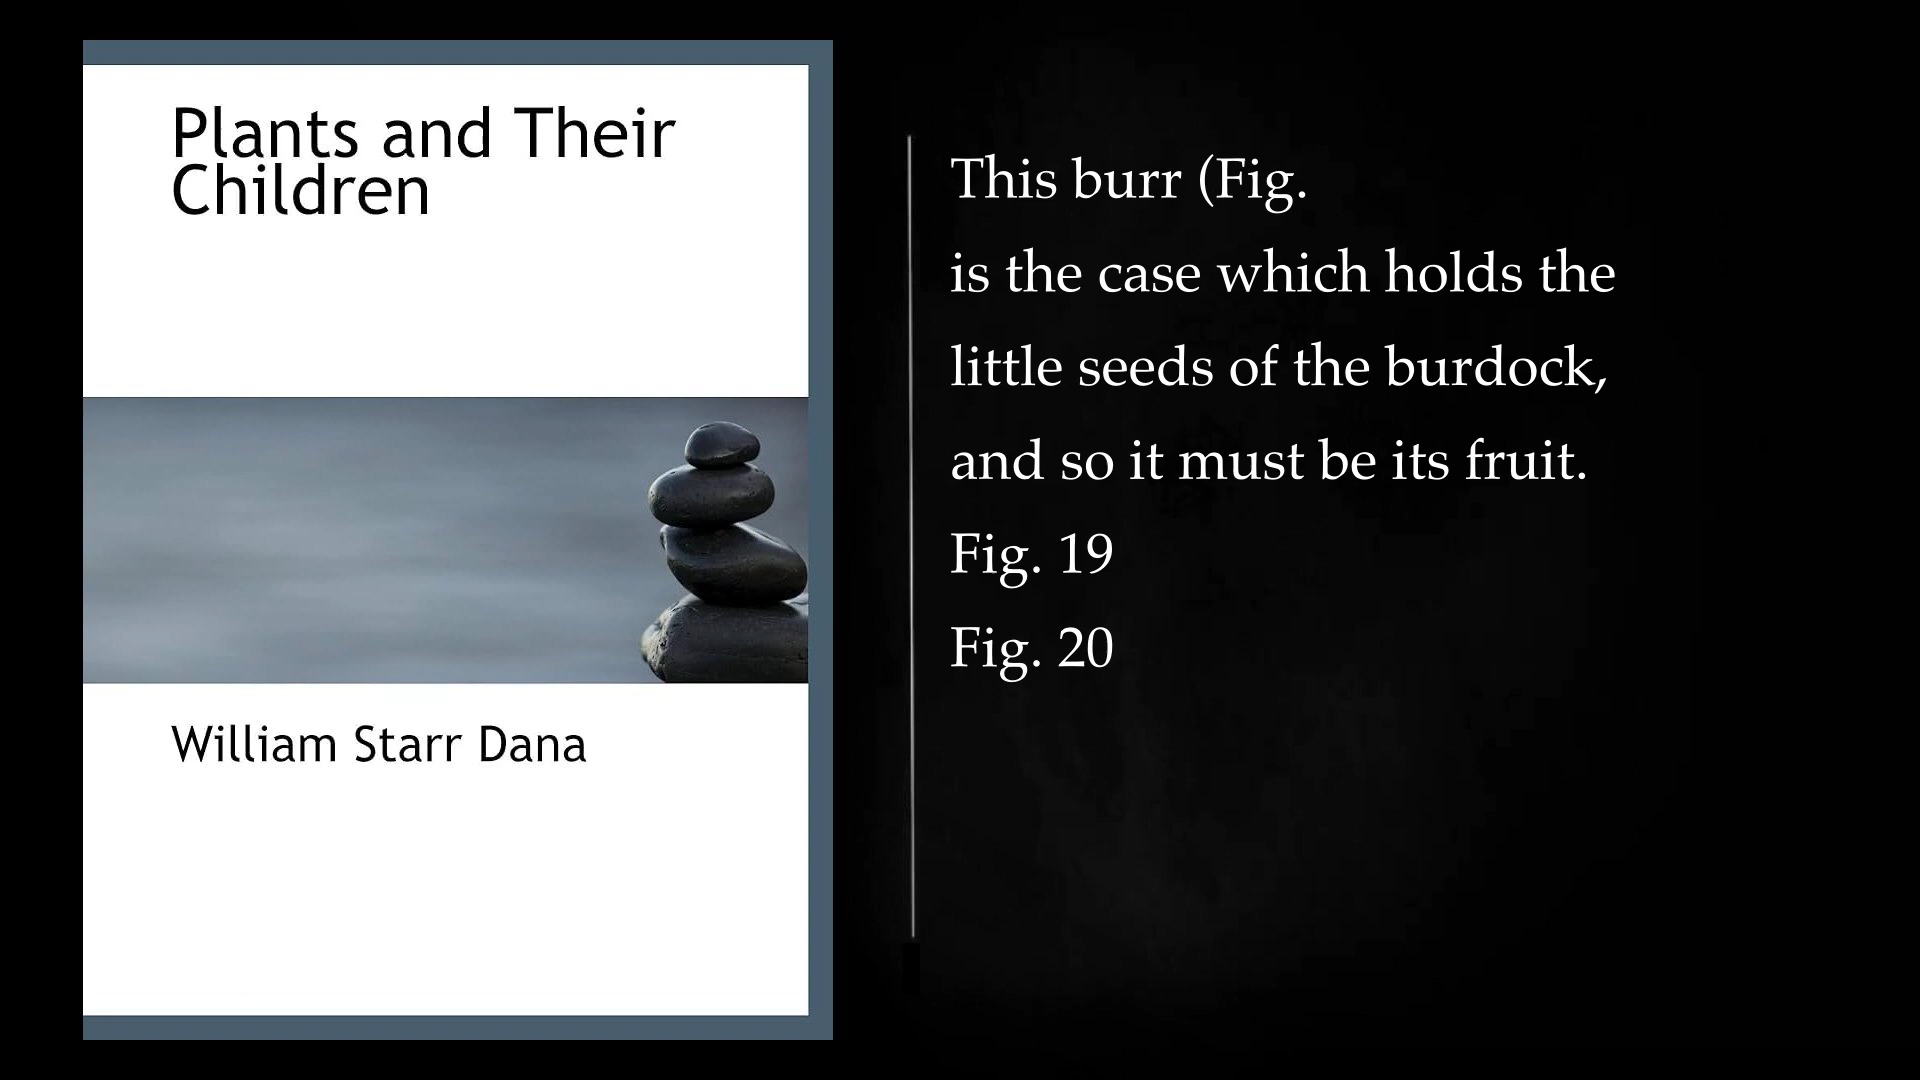 Plants and Their
Children
William Starr Dana
This burr (Fig.
is the case which holds the
little seeds of the burdock,
and so it must be its fruit.
Fig. 19
Fig. 20